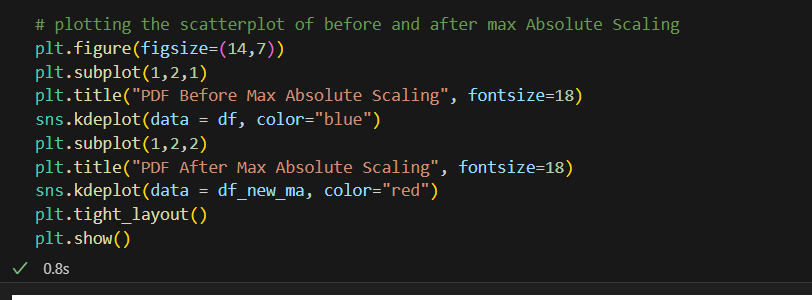 # plotting the scatterplot of before and after max Absolute Scaling
plt.figure(figsize=(14,7))
plt.subplot(1,2,1)
plt.title("PDF Before Max Absolute Scaling", fontsize=18)
sns.kdeplot(data = df, color="blue")
plt.subplot(1,2,2)
plt.title("PDF After Max Absolute Scaling", fontsize=18)
sns.kdeplot(data = df_new_ma, color="red")
plt.tight_layout()
plt.show()
0.8s